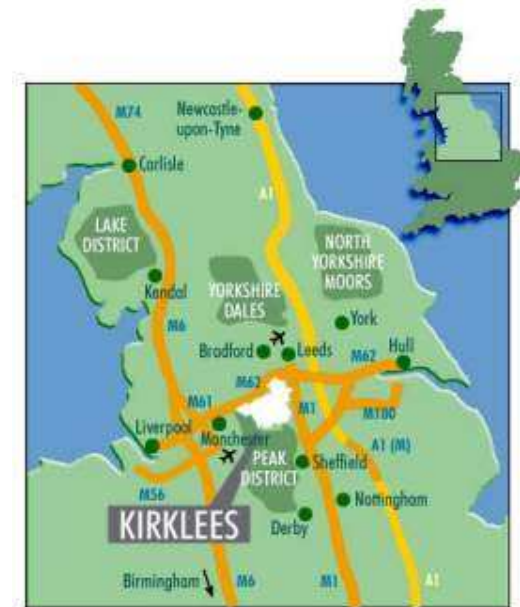 M74
Newcastle-
upon-Tyne
Carlisle
A1
LAKE
DISTRICT
NORTH
YORKSHIRE
MOORS
Kendal
YORKSHIRE
DALES
M6
York
Bradford
Leeds
M62
Hull
M62
M61
M1
M180
Liverpool
Manchester
A1 (M)
PEAK
DISTRICT
Sheffield
M56
KIRKLEES
Nottingham
Derby
Birmingham
M6
M1
A1